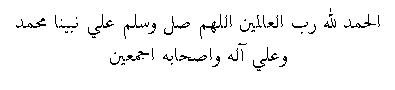 الحمد لله رب العالمين اللهم صل وسلم علي نبينا محمد
وعلي آله واصحابه اجمعين